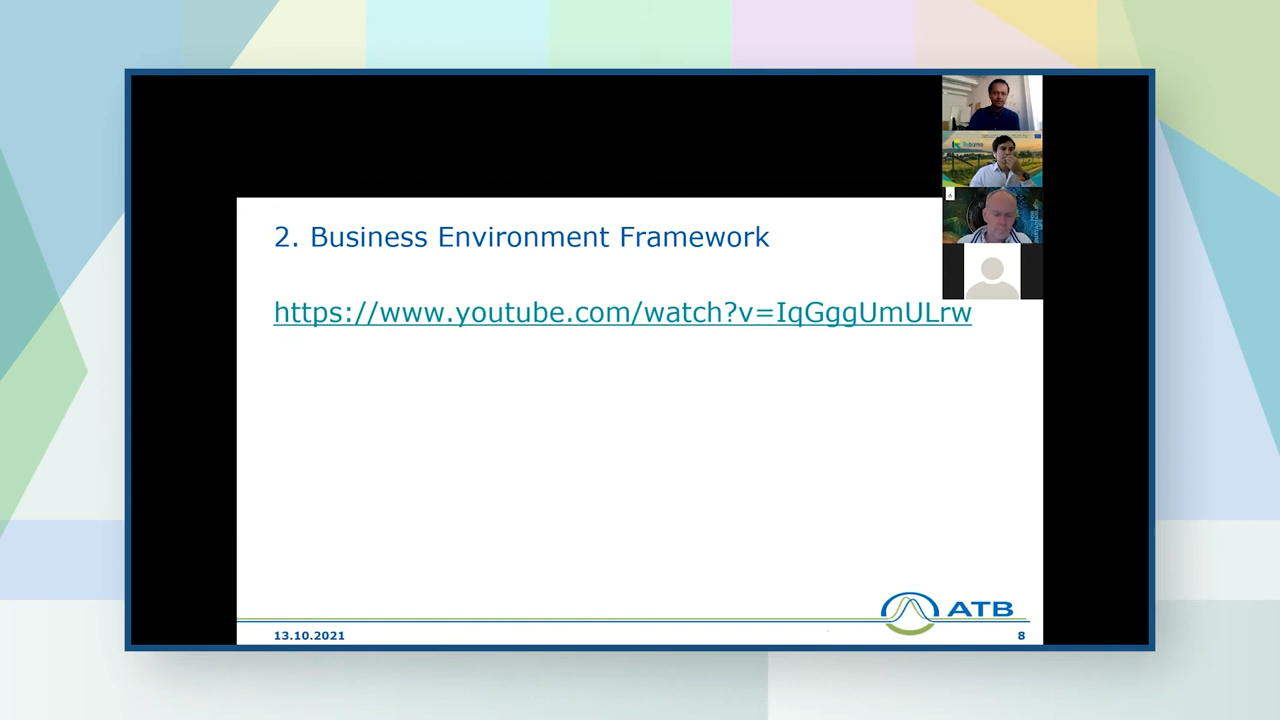 2. Business Environment Framework
https://www.youtube.com/watch?v=IqGggUmULrw
ATB
13.10.2021
8